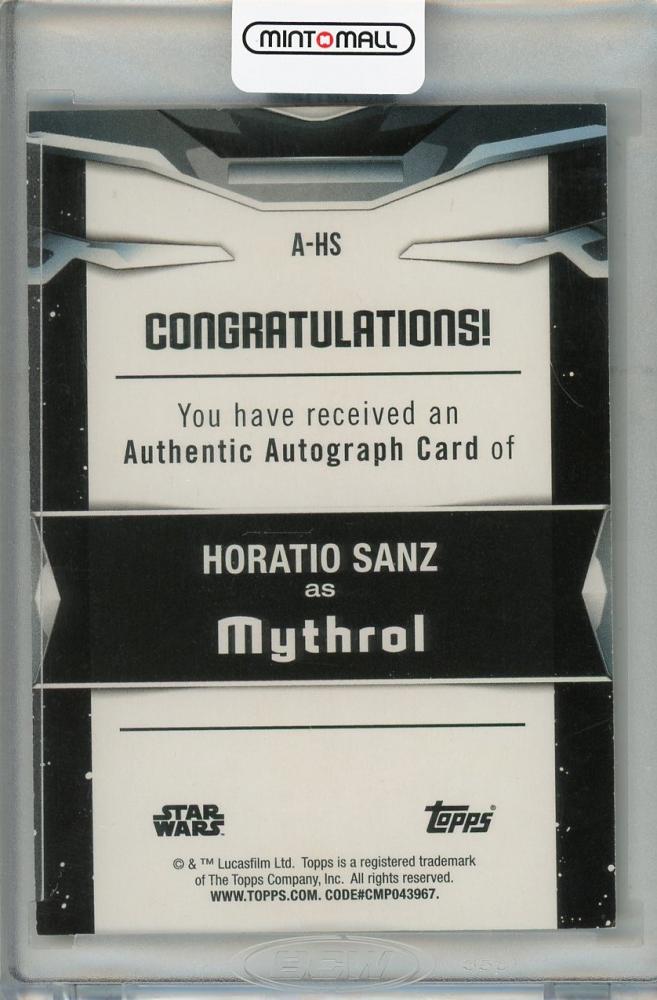 MINT MALL
A-HS
CONGRATULATIONS!
You have received an
Authentic Autograph Card of
HORATIO SANZ
as
Mythrol
STAR WARS
Topps®
© & ™ Lucasfilm Ltd. Topps is a registered trademark
of The Topps Company, Inc. All rights reserved.
WWW.TOPPS.COM. CODE#CMP043967.
BCW